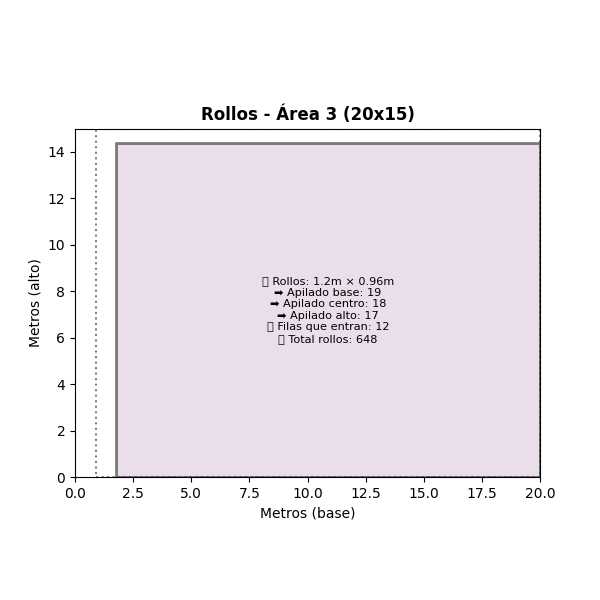 Rollos - Área 3 (20x15)
14
12
10
8
6
4
2
0
Metros (alto)
▯ Rollos: 1.2m × 0.96m
➡ Apilado base: 19
➡ Apilado centro: 18
➡ Apilado alto: 17
▯ Filas que entran: 12
▯ Total rollos: 648
0.0 2.5 5.0 7.5 10.0 12.5 15.0 17.5 20.0
Metros (base)